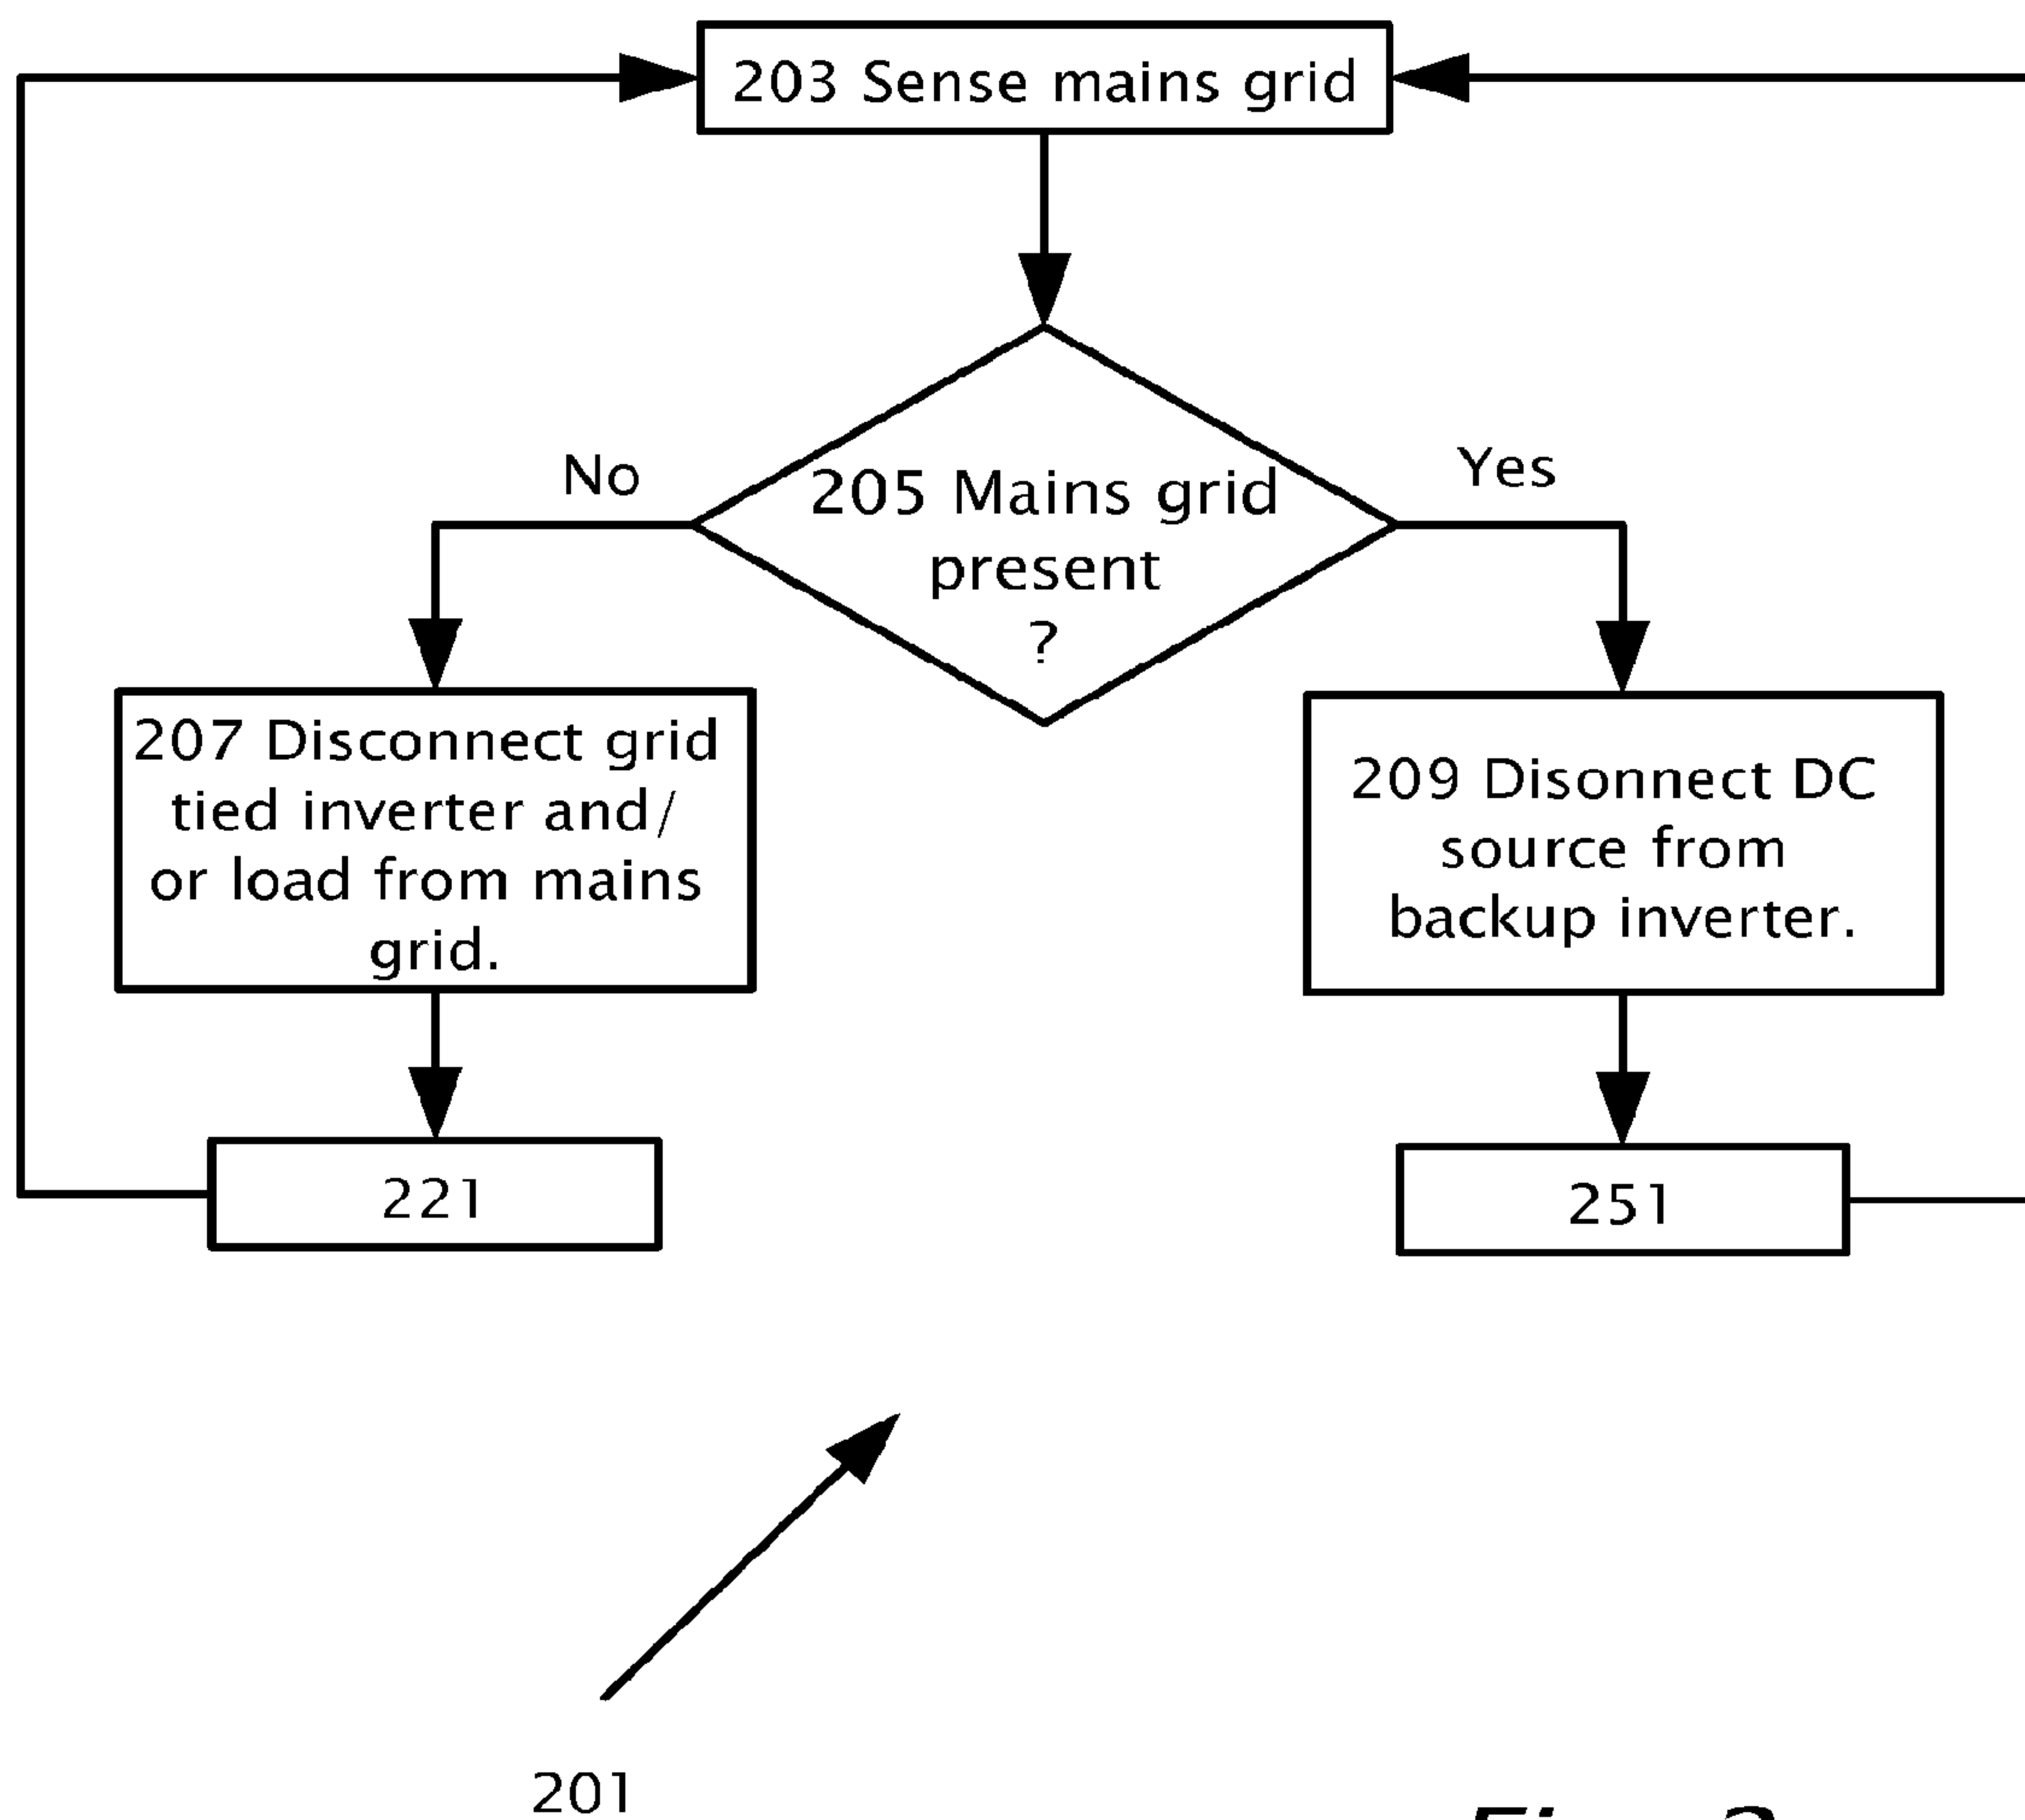 203 Sense mains grid
No
Yes
205 Mains grid
present
?
207 Disconnect grid
tied inverter and/
or load from mains
grid.
209 Disonnect DC
source from
backup inverter.
221
251
201